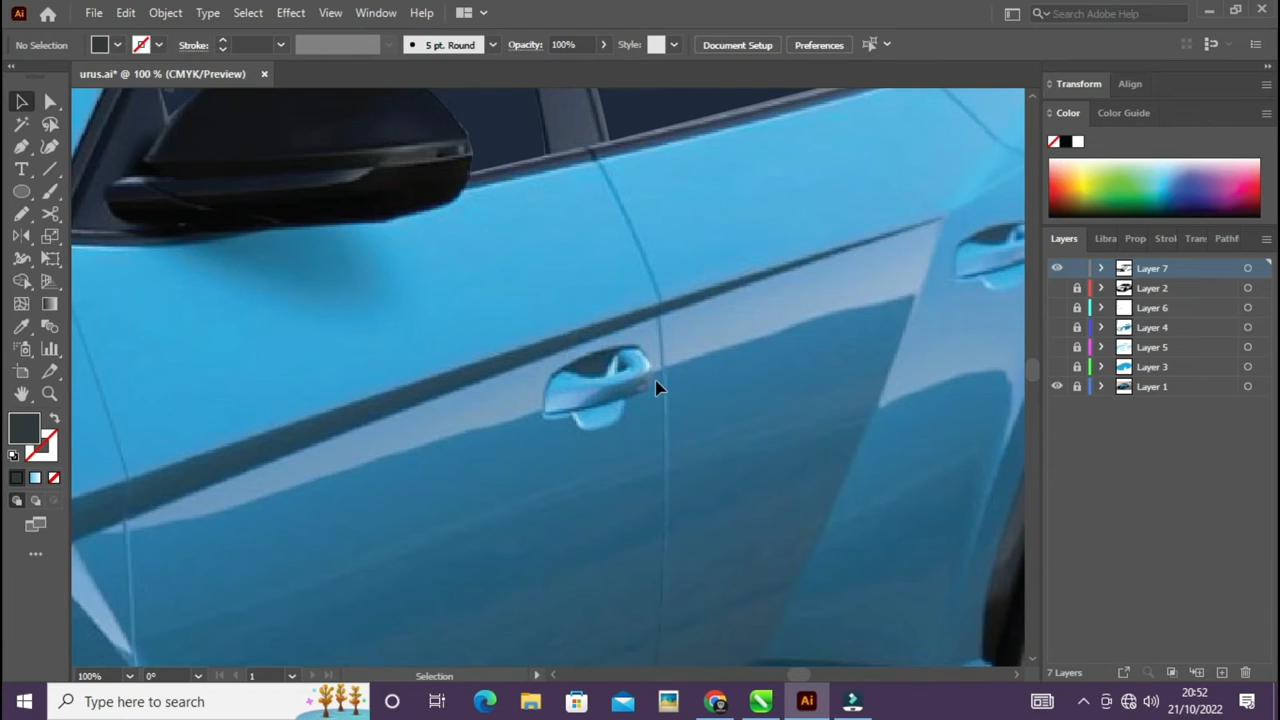 Ai
File Edit Object Type Select Effect View Window Help
Search Adobe Help
No Selection
Stroke:
5 pt. Round
Opacity: 100%
Style:
Document Setup
Preferences
urus.ai* @ 100 % (CMYK/Preview)
Transform Align
Color Color Guide
Layers Libra Prop Strol Trans Pathf
Layer 7
Layer 2
Layer 6
Layer 4
Layer 5
Layer 3
Layer 1
100% 0° 1 Selection
7 Layers
Type here to search
Ai
20:52
21/10/2022